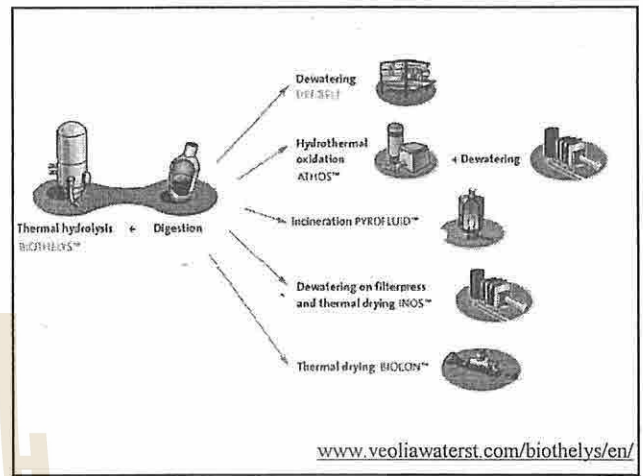 Dewatering
Hydrothermal
oxidation
ATHOS™
+ Dewatering
Thermal hydrolysis + Digestion
BIOTHELYS™
Incineration PYROFLUID™
Dewatering on filterpress
and thermal drying INOS™
Thermal drying BIOCON™
www.veoliawaterst.com/biothelys/en/